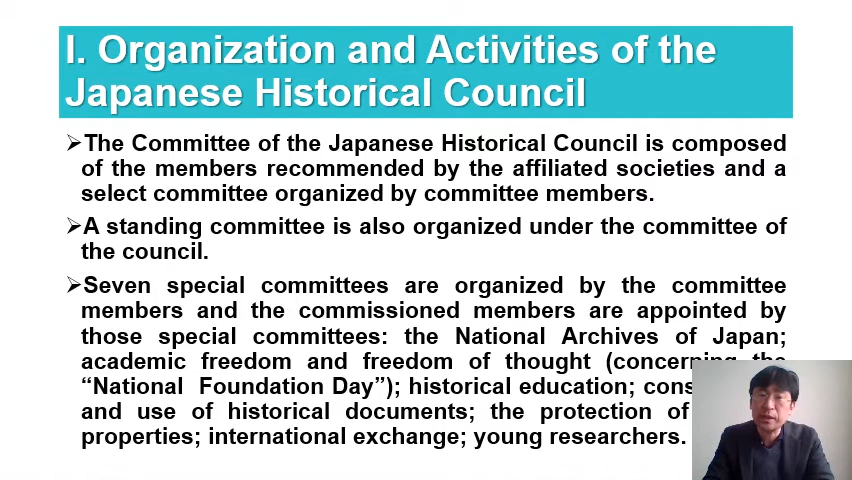 I. Organization and Activities of the
Japanese Historical Council
➢The Committee of the Japanese Historical Council is composed
of the members recommended by the affiliated societies and a
select committee organized by committee members.
➢A standing committee is also organized under the committee of
the council.
➢Seven special committees are organized by the committee
members and the commissioned members are appointed by
those special committees: the National Archives of Japan;
academic freedom and freedom of thought (concerning the
“National Foundation Day”); historical education;
and use of historical documents; the protection of
properties; international exchange; young researchers.